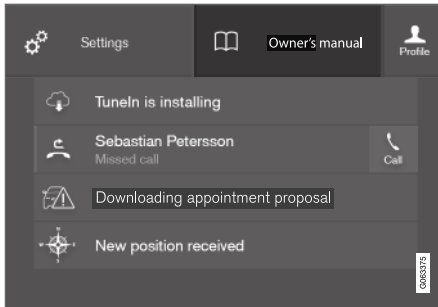 Settings
Owner's manual
Profile
TuneIn is installing
Sebastian Petersson
Missed call
Call
Downloading appointment proposal
New position received
G063375